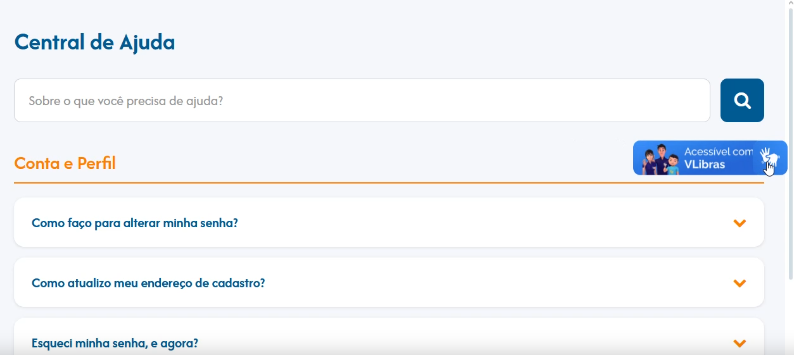 Central de Ajuda
Sobre o que você precisa de ajuda?
Conta e Perfil
Acessível com
VLibras
Como faço para alterar minha senha?
Como atualizo meu endereço de cadastro?
Esqueci minha senha, e agora?